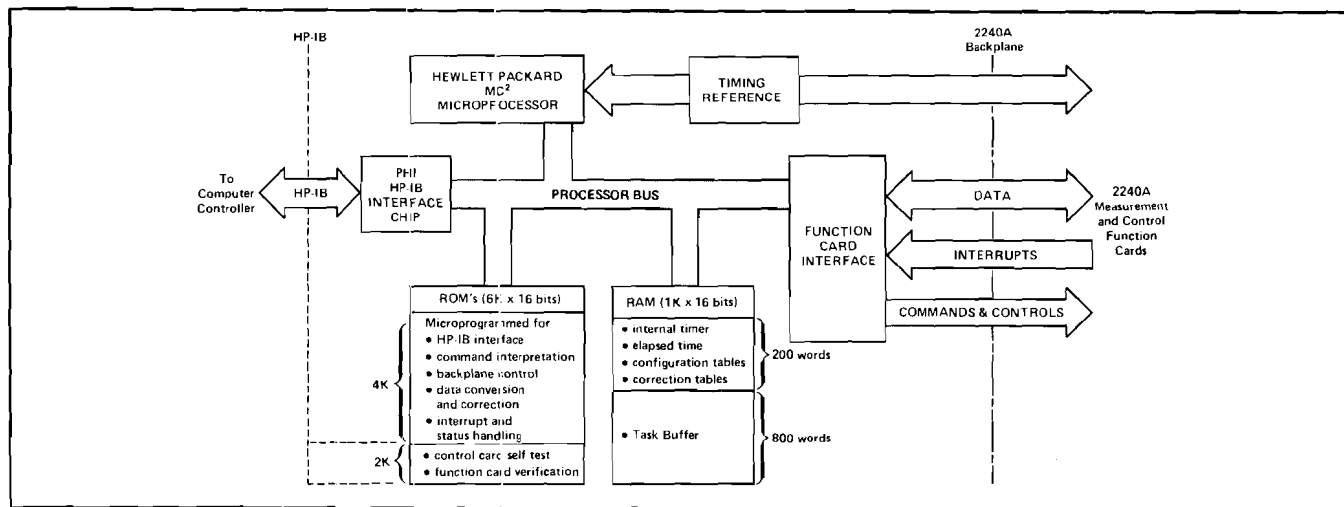 HP-IB
2240A
Backplane
HEWLETT PACKARD
MC²
MICROPROCESSOR
TIMING
REFERENCE
To
Computer
Controller
HP-IB
PHI
HP-IB
INTERFACE
CHIP
PROCESSOR BUS
FUNCTION
CARD
INTERFACE
DATA
INTERRUPTS
COMMANDS & CONTROLS
2240A
Measurement
and Control
Function
Cards
ROM's (6K x 16 bits)
Microprogrammed for
• HP-IB interface
• command interpretation
• backplane control
• data conversion
and correction
• interrupt and
status handling
4K
• control card self test
• function card verification
2K
RAM (1K x 16 bits)
• internal timer
• elapsed time
• configuration tables
• correction tables
200 words
• Task Buffer
800 words